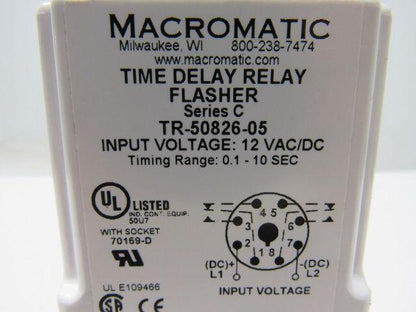 MACROMATIC
Milwaukee, WI 800-238-7474
www.macromatic.com
TIME DELAY RELAY
FLASHER
Series C
TR-50826-05
INPUT VOLTAGE: 12 VAC/DC
Timing Range: 0.1 - 10 SEC
UL LISTED
IND. CONT. EQUIP.
50U7
WITH SOCKET
70169-D
UL E109466
4 5
3 6
2 7
1 8
(DC)+ -(DC)
L1 L2
INPUT VOLTAGE
SA CE